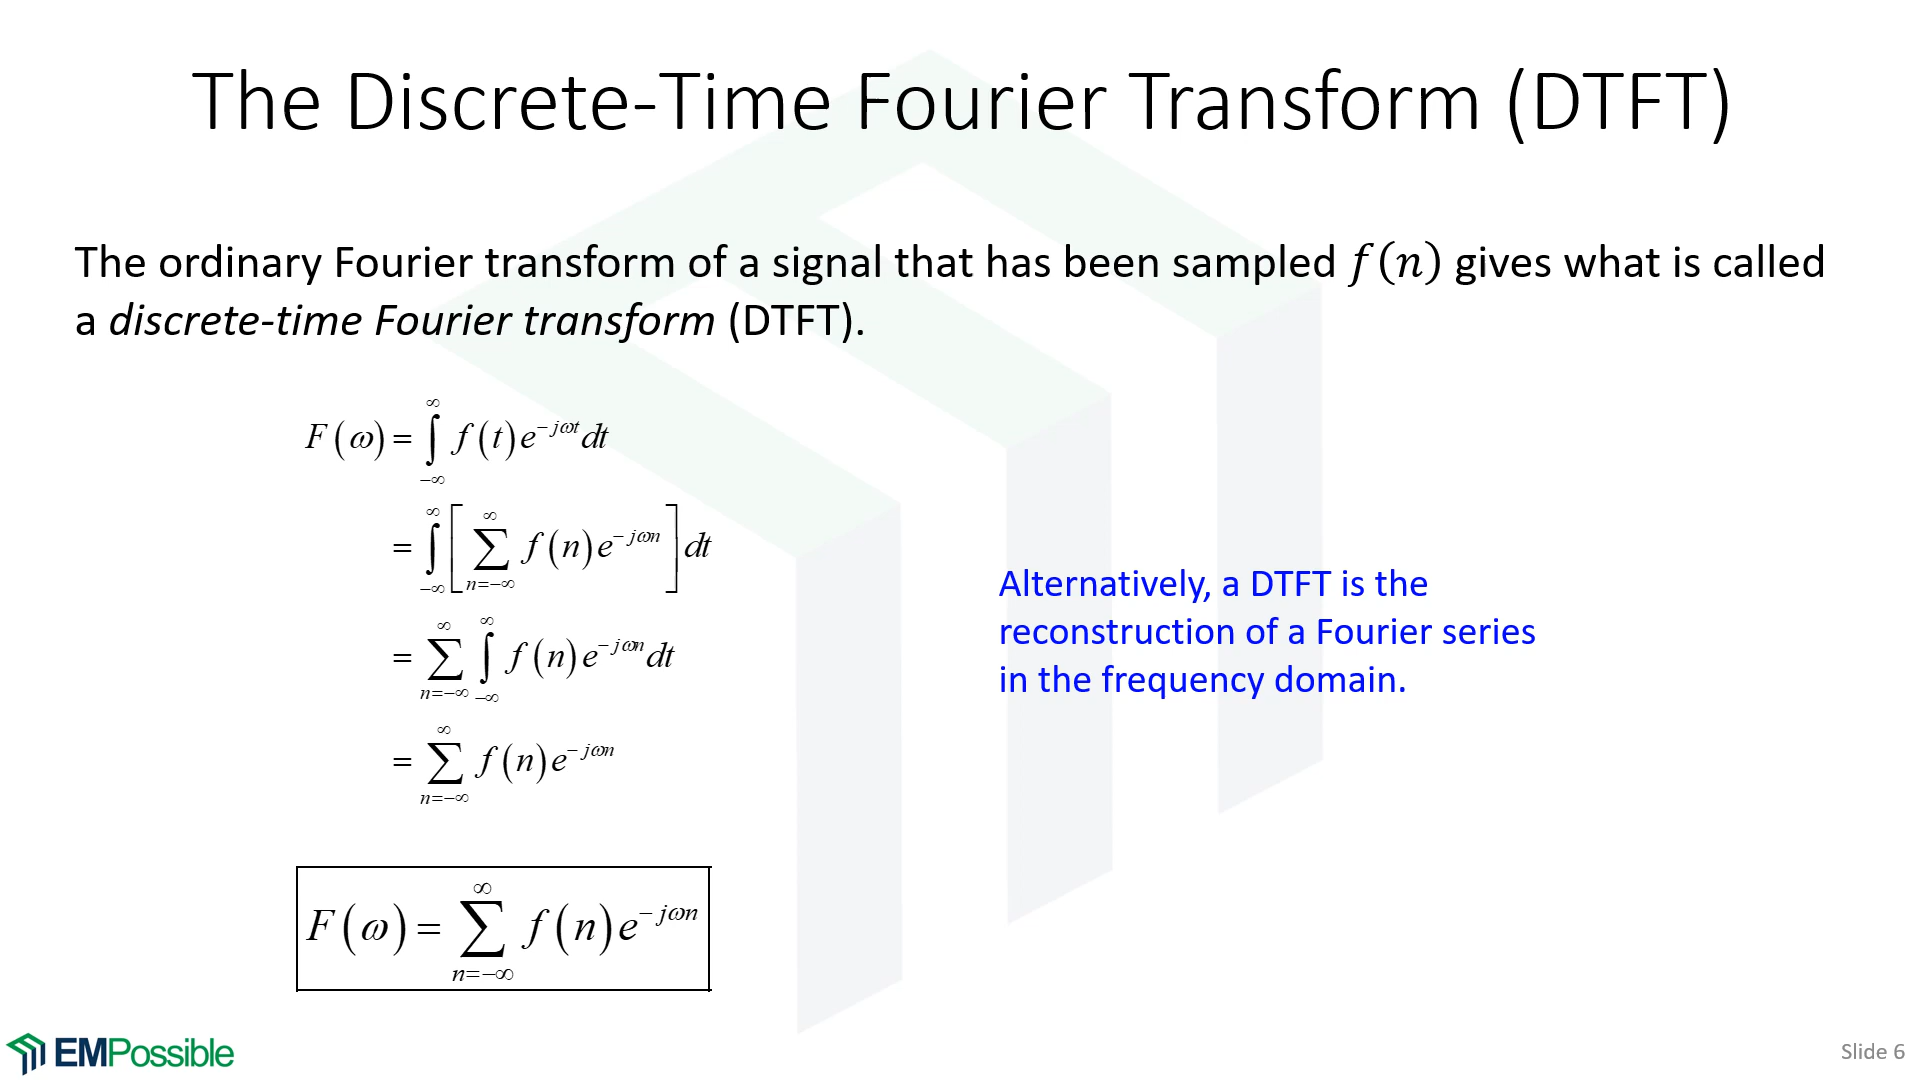 The Discrete-Time Fourier Transform (DTFT)
The ordinary Fourier transform of a signal that has been sampled f(n) gives what is called
a discrete-time Fourier transform (DTFT).
F(ω) = ∫_{−∞}^{∞} f(t) e^{−jωt} dt
= ∫_{−∞}^{∞} [ ∑_{n=−∞}^{∞} f(n) e^{−jωn} ] dt
= ∑_{n=−∞}^{∞} ∫_{−∞}^{∞} f(n) e^{−jωn} dt
= ∑_{n=−∞}^{∞} f(n) e^{−jωn}
F(ω) = ∑_{n=−∞}^{∞} f(n) e^{−jωn}
Alternatively, a DTFT is the
reconstruction of a Fourier series
in the frequency domain.
EMPossible
Slide 6